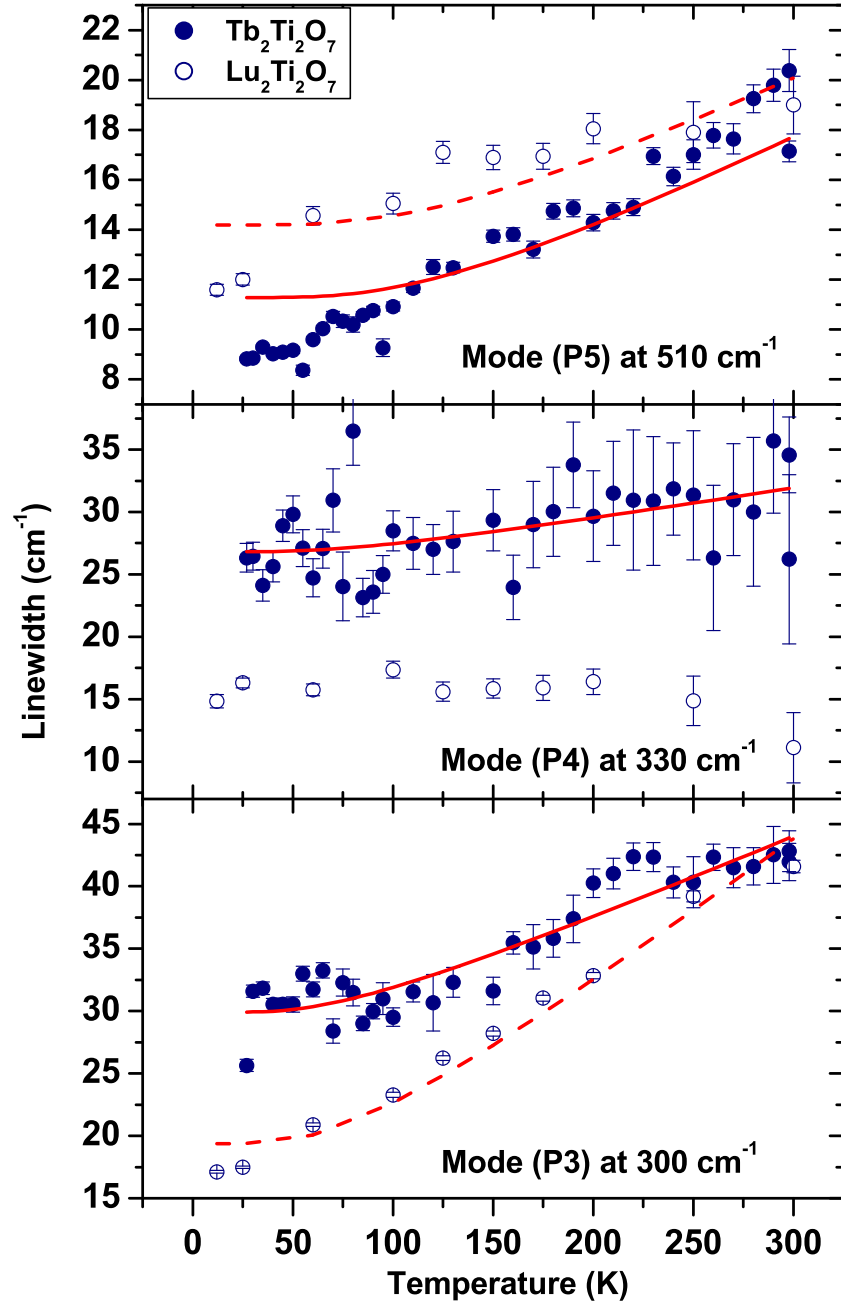 Tb₂Ti₂O₇
Lu₂Ti₂O₇
22
20
18
16
14
12
10
8
Mode (P5) at 510 cm⁻¹
35
30
25
20
15
10
Mode (P4) at 330 cm⁻¹
45
40
35
30
25
20
15
Mode (P3) at 300 cm⁻¹
Linewidth (cm⁻¹)
0 50 100 150 200 250 300
Temperature (K)